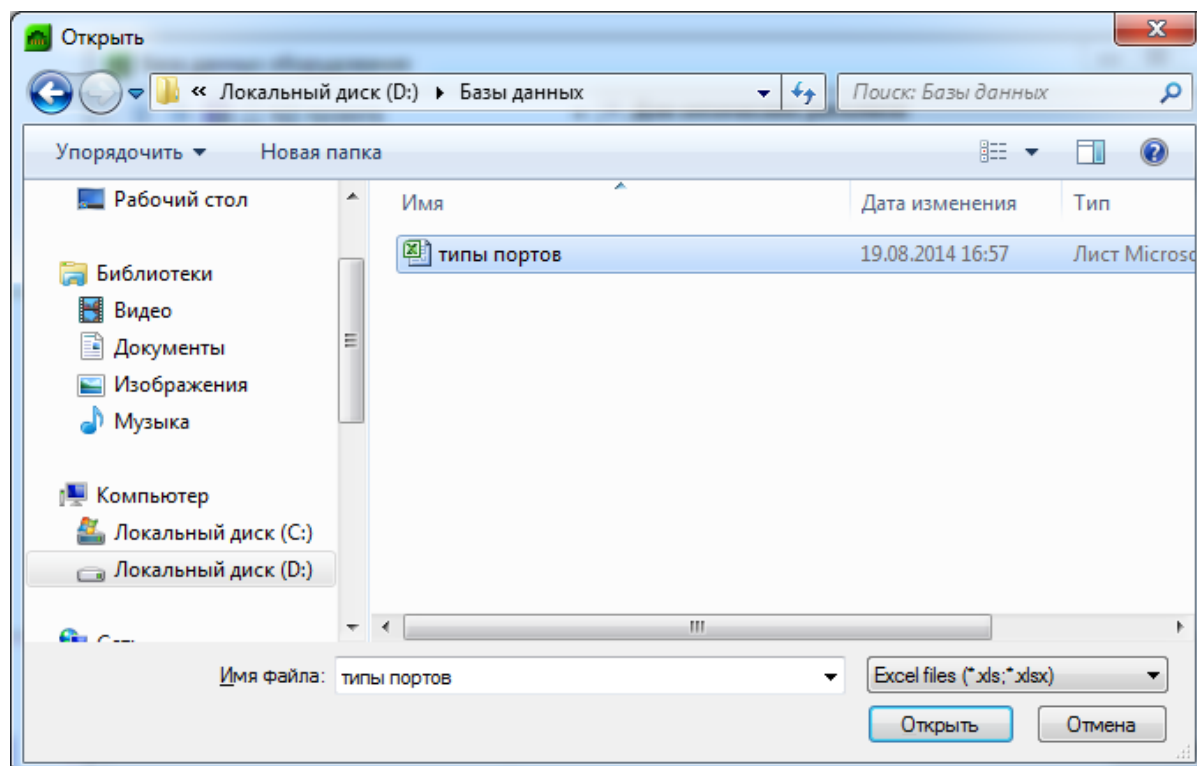 Открыть
« Локальный диск (D:) ▸ Базы данных
Поиск: Базы данных
Упорядочить
Новая папка
Имя
Дата изменения
Тип
типы портов
19.08.2014 16:57
Лист Microso
Рабочий стол
Библиотеки
Видео
Документы
Изображения
Музыка
Компьютер
Локальный диск (C:)
Локальный диск (D:)
Имя файла:
типы портов
Excel files (*.xls;*.xlsx)
Открыть
Отмена